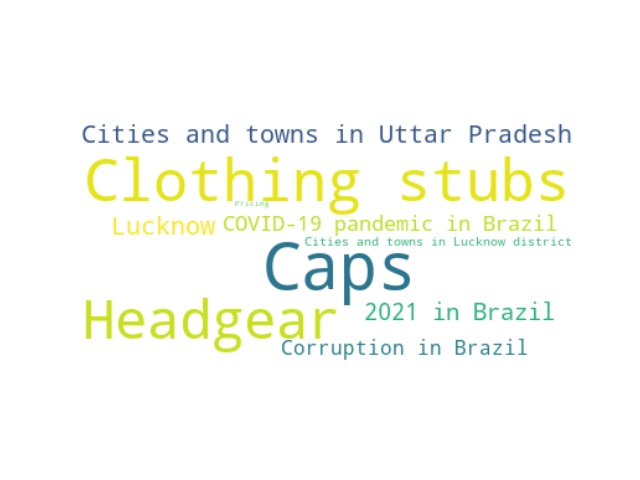 Cities and towns in Uttar Pradesh
Clothing stubs
Pricing
Lucknow
COVID-19 pandemic in Brazil
Cities and towns in Lucknow district
Caps
Headgear
2021 in Brazil
Corruption in Brazil